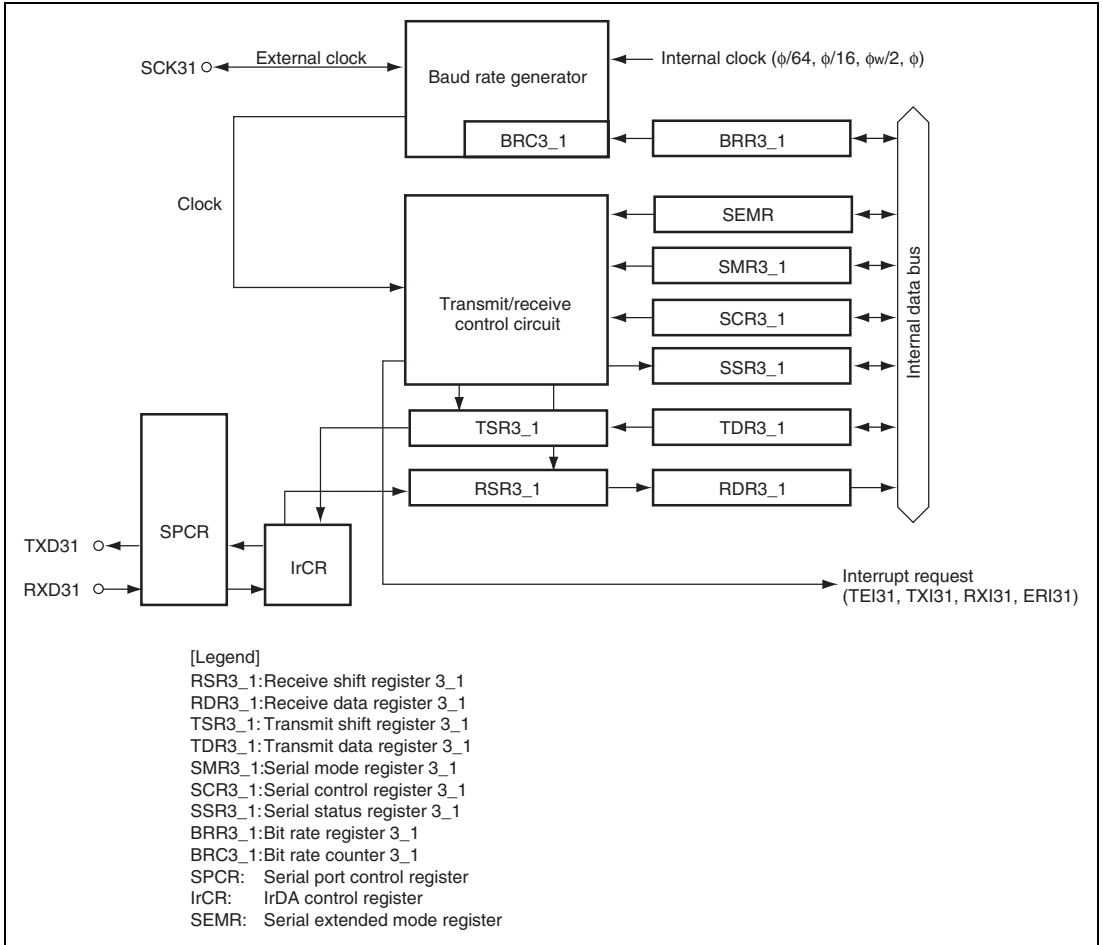 SCK31
External clock
Baud rate generator
Internal clock (ϕ/64, ϕ/16, ϕw/2, ϕ)
BRC3_1
BRR3_1
Clock
Transmit/receive
control circuit
SEMR
SMR3_1
SCR3_1
SSR3_1
Internal data bus
TSR3_1
TDR3_1
RSR3_1
RDR3_1
SPCR
TXD31
RXD31
IrCR
Interrupt request
(TEI31, TXI31, RXI31, ERI31)
[Legend]
RSR3_1: Receive shift register 3_1
RDR3_1: Receive data register 3_1
TSR3_1: Transmit shift register 3_1
TDR3_1: Transmit data register 3_1
SMR3_1: Serial mode register 3_1
SCR3_1: Serial control register 3_1
SSR3_1: Serial status register 3_1
BRR3_1: Bit rate register 3_1
BRC3_1: Bit rate counter 3_1
SPCR: Serial port control register
IrCR: IrDA control register
SEMR: Serial extended mode register